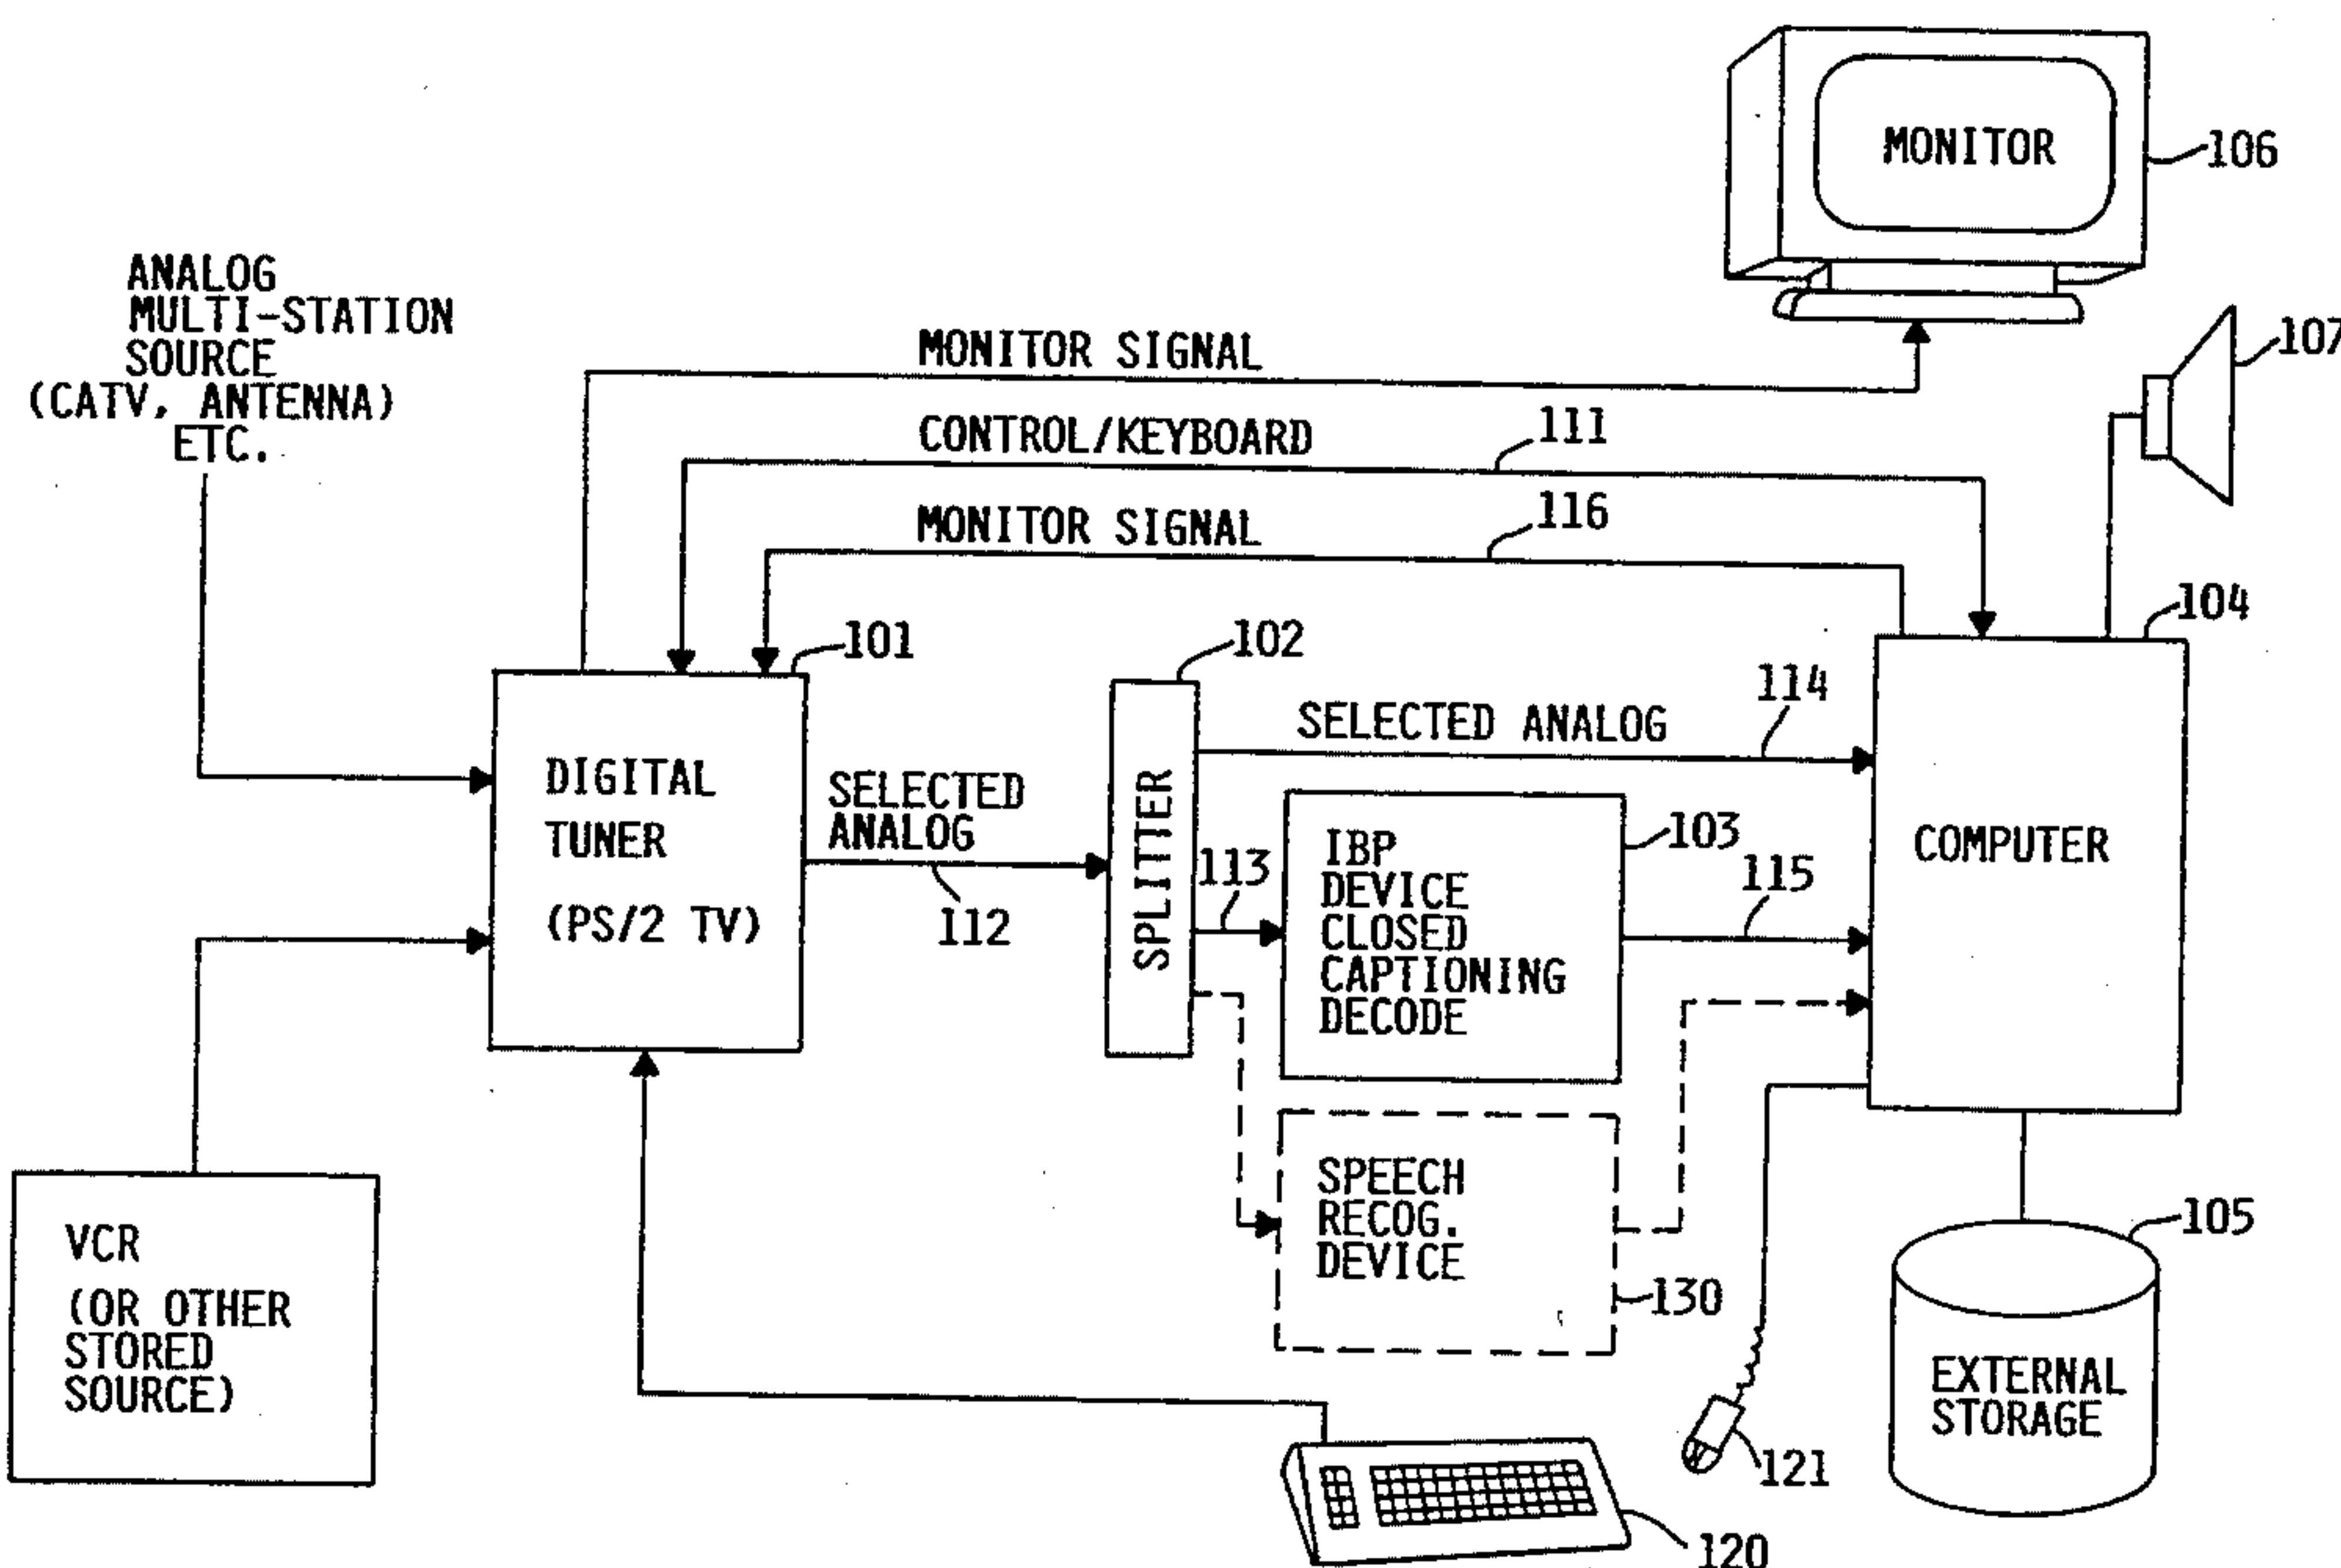 MONITOR
106
107
ANALOG
MULTI-STATION
SOURCE
(CATV, ANTENNA)
ETC.
MONITOR SIGNAL
CONTROL/KEYBOARD
111
MONITOR SIGNAL
116
101
102
104
114
SELECTED ANALOG
DIGITAL
TUNER
(PS/2 TV)
SELECTED
ANALOG
112
SPLITTER
113
IBP
DEVICE
CLOSED
CAPTIONING
DECODE
103
115
COMPUTER
SPEECH
RECOG.
DEVICE
130
VCR
(OR OTHER
STORED
SOURCE)
105
EXTERNAL
STORAGE
121
120